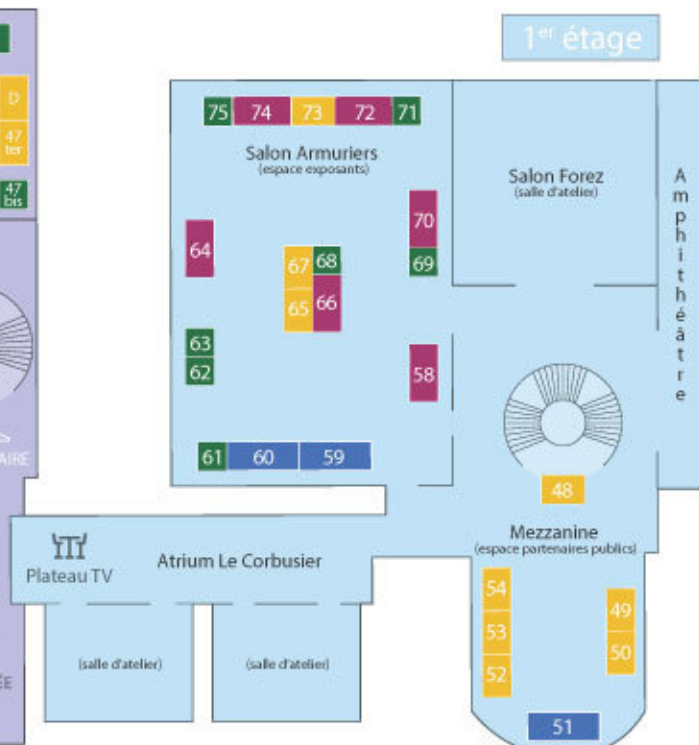 1er étage
D
47
ter
47
bis
75 74 73 72 71
Salon Armuriers
(espace exposants)
Salon Forez
(salle d'atelier)
Amphithéâtre
70
69
64
67 68
65 66
63
62
58
61 60 59
48
Mezzanine
(espace partenaires publics)
Plateau TV
Atrium Le Corbusier
(salle d'atelier)
(salle d'atelier)
54
53
52
49
50
51
AIRE
ÉE